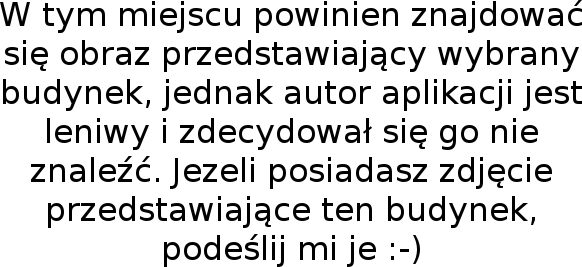 W tym miejscu powinien znajdować
się obraz przedstawiający wybrany
budynek, jednak autor aplikacji jest
leniwy i zdecydował się go nie
znaleźć. Jezeli posiadasz zdjęcie
przedstawiające ten budynek,
podeślij mi je :-)